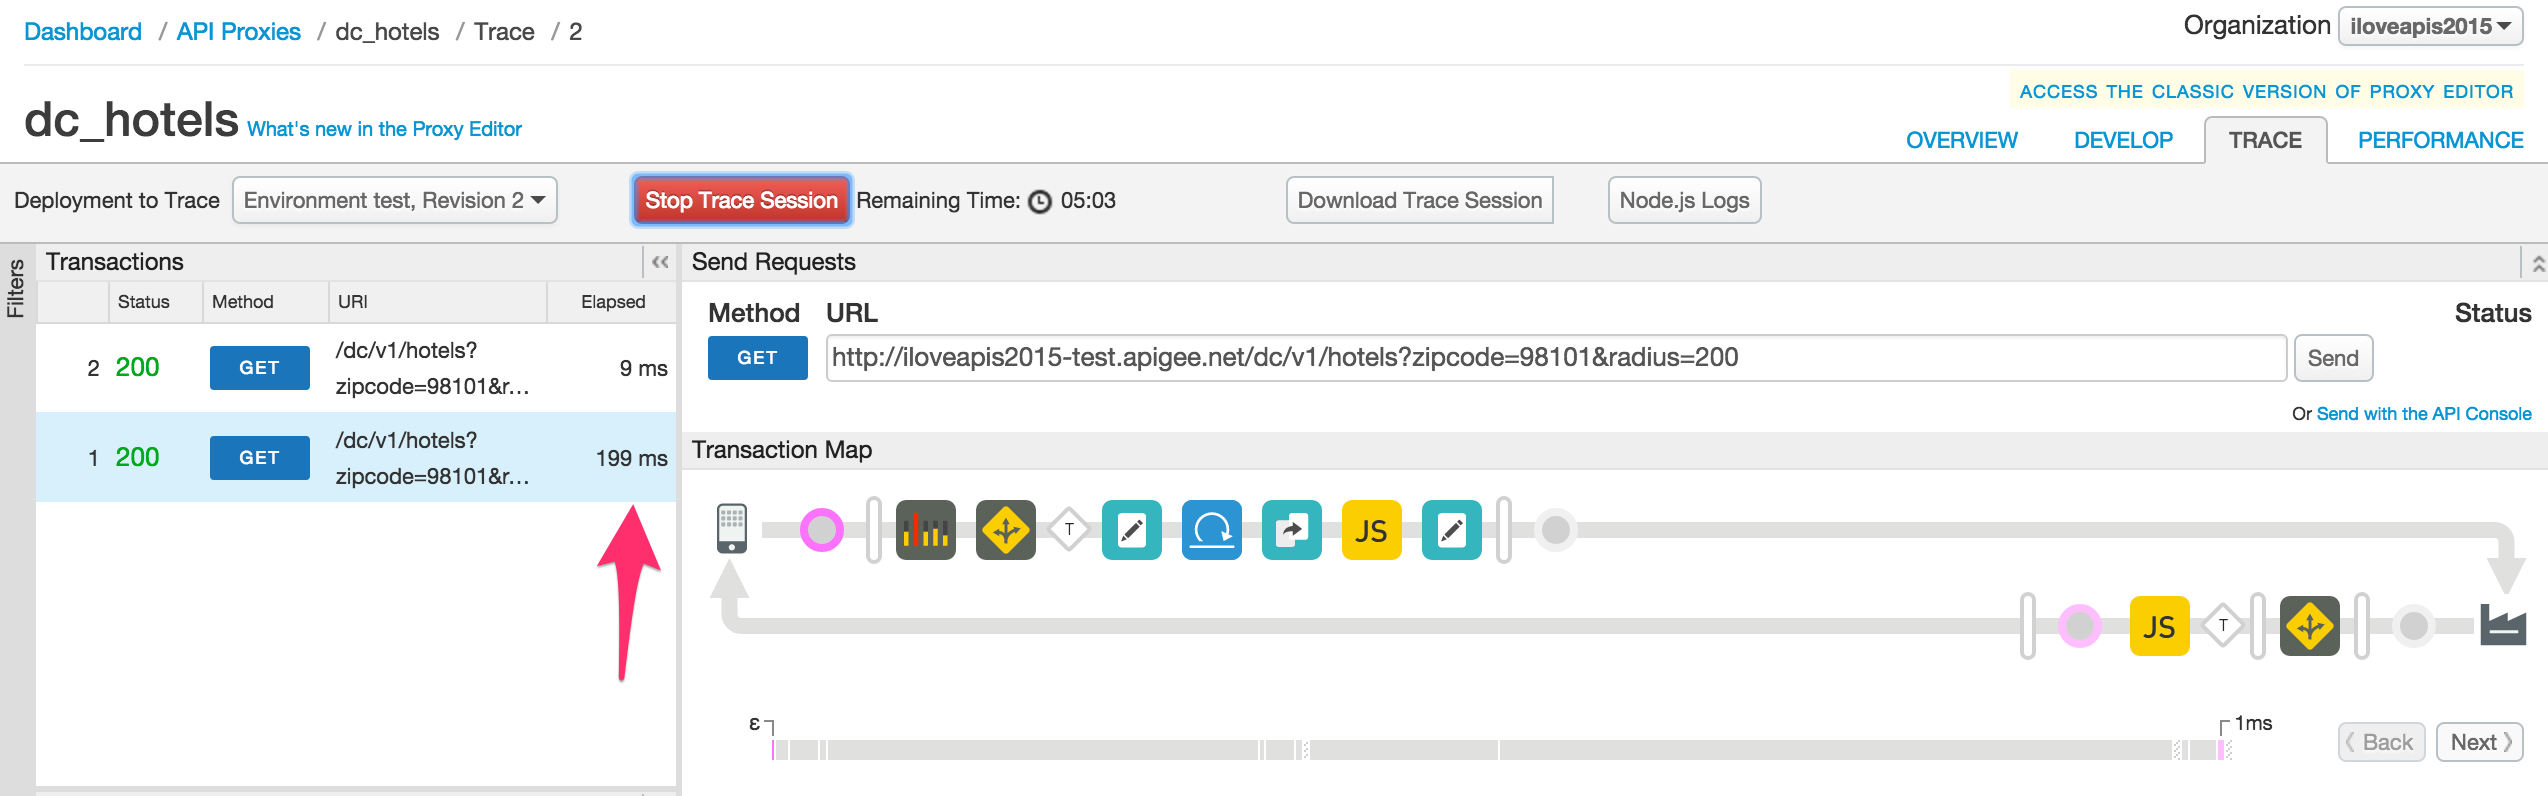 Dashboard / API Proxies / dc_hotels / Trace / 2
Organization iloveapis2015
ACCESS THE CLASSIC VERSION OF PROXY EDITOR
dc_hotels What's new in the Proxy Editor
OVERVIEW DEVELOP TRACE PERFORMANCE
Deployment to Trace Environment test, Revision 2 Stop Trace Session Remaining Time: 05:03 Download Trace Session Node.js Logs
Filters
Transactions
Status Method URI Elapsed
2 200 GET /dc/v1/hotels?
zipcode=98101&r... 9 ms
1 200 GET /dc/v1/hotels?
zipcode=98101&r... 199 ms
Send Requests
Method URL Status
GET http://iloveapis2015-test.apigee.net/dc/v1/hotels?zipcode=98101&radius=200 Send
Or Send with the API Console
Transaction Map
T JS
JS T
ε 1ms
Back Next